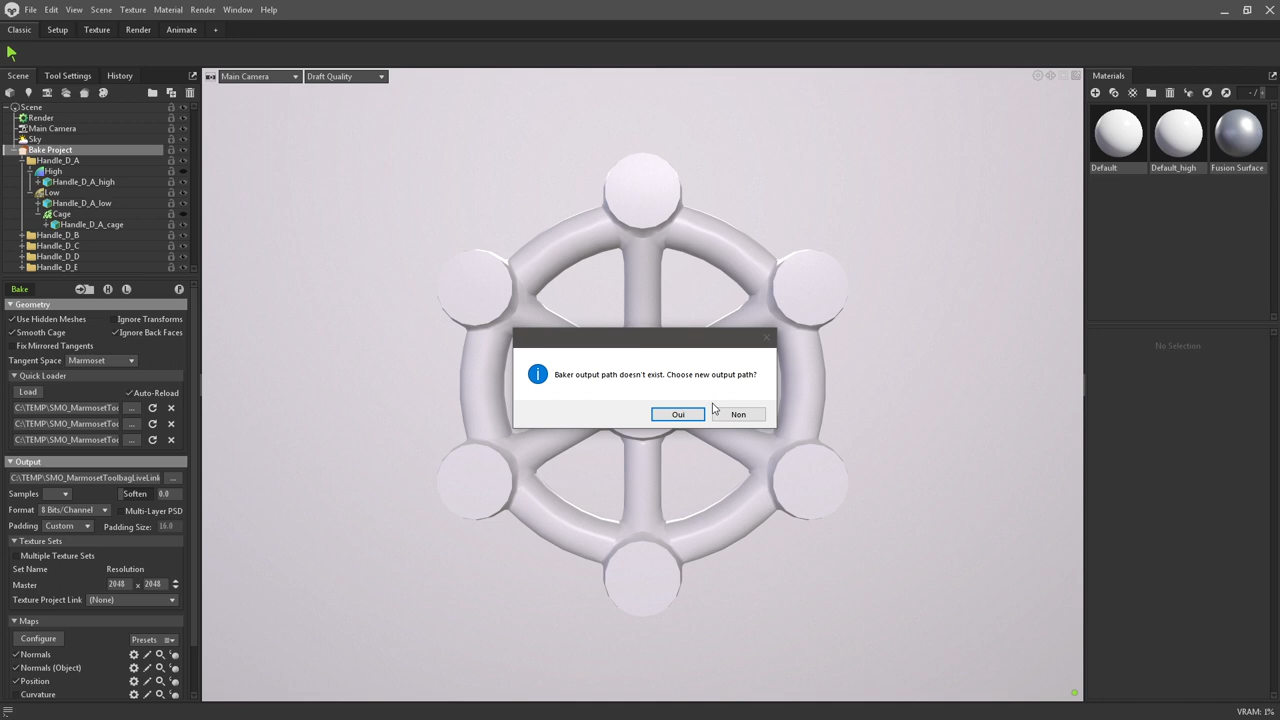 File Edit View Scene Texture Material Render Window Help
Classic Setup Texture Render Animate +
Scene Tool Settings History
Main Camera Draft Quality
Materials
- / -
Scene
Render
Main Camera
Sky
Bake Project
Handle_D_A
High
Handle_D_A_high
Low
Handle_D_A_low
Cage
Handle_D_A_cage
Handle_D_B
Handle_D_C
Handle_D_D
Handle_D_E
Default Default_high Fusion Surface
No Selection
Bake H L P
Geometry
Use Hidden Meshes Ignore Transforms
Smooth Cage Ignore Back Faces
Fix Mirrored Tangents
Tangent Space Marmoset
Quick Loader
Load Auto-Reload
C:\TEMP\SMO_MarmosetToo ...
C:\TEMP\SMO_MarmosetToo ...
C:\TEMP\SMO_MarmosetToo ...
Output
C:\TEMP\SMO_MarmosetToolbagLiveLink ...
Samples Soften 0.0
Format 8 Bits/Channel Multi-Layer PSD
Padding Custom Padding Size: 16.0
Texture Sets
Multiple Texture Sets
Set Name Resolution
Master 2048 x 2048
Texture Project Link (None)
Maps
Configure Presets
Normals
Normals (Object)
Position
Curvature
Baker output path doesn't exist. Choose new output path?
Oui Non
VRAM: 1%